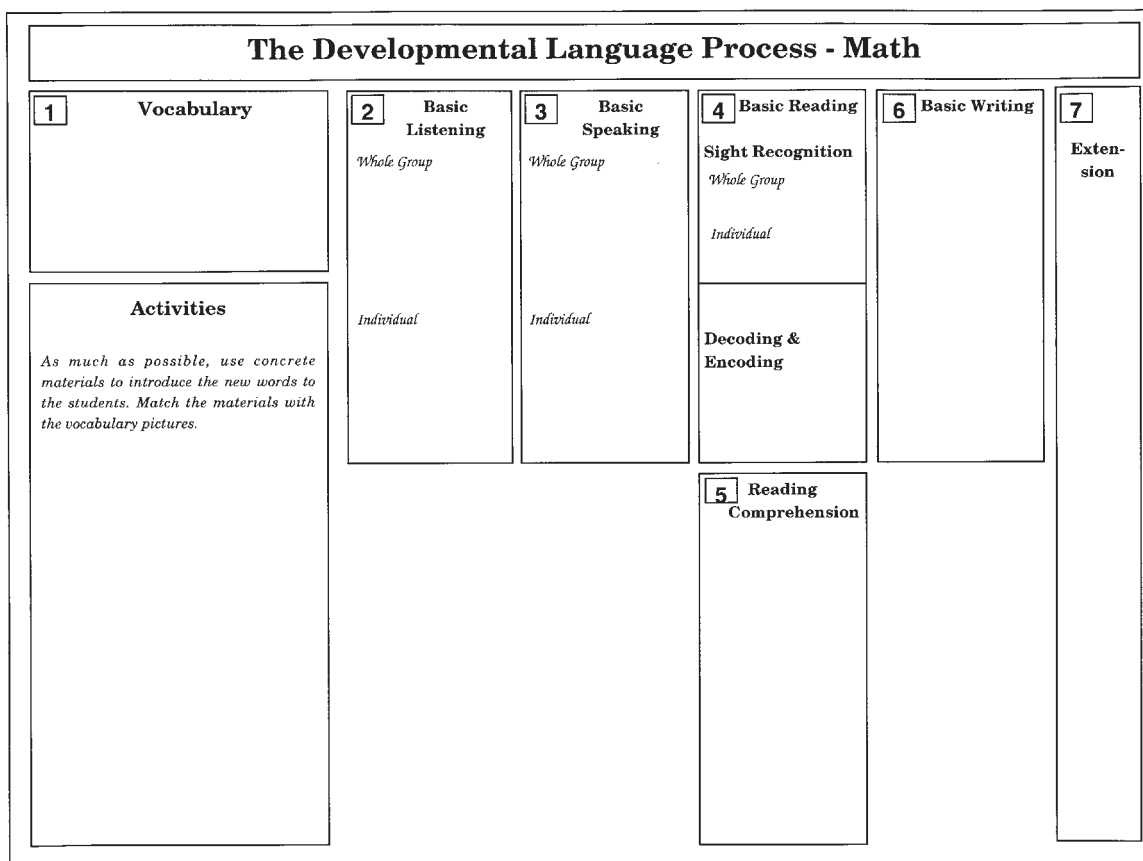 The Developmental Language Process - Math
1 Vocabulary
Activities
As much as possible, use concrete
materials to introduce the new words to
the students. Match the materials with
the vocabulary pictures.
2 Basic
Listening
Whole Group
Individual
3 Basic
Speaking
Whole Group
Individual
4 Basic Reading
Sight Recognition
Whole Group
Individual
Decoding &
Encoding
5 Reading
Comprehension
6 Basic Writing
7
Exten-
sion